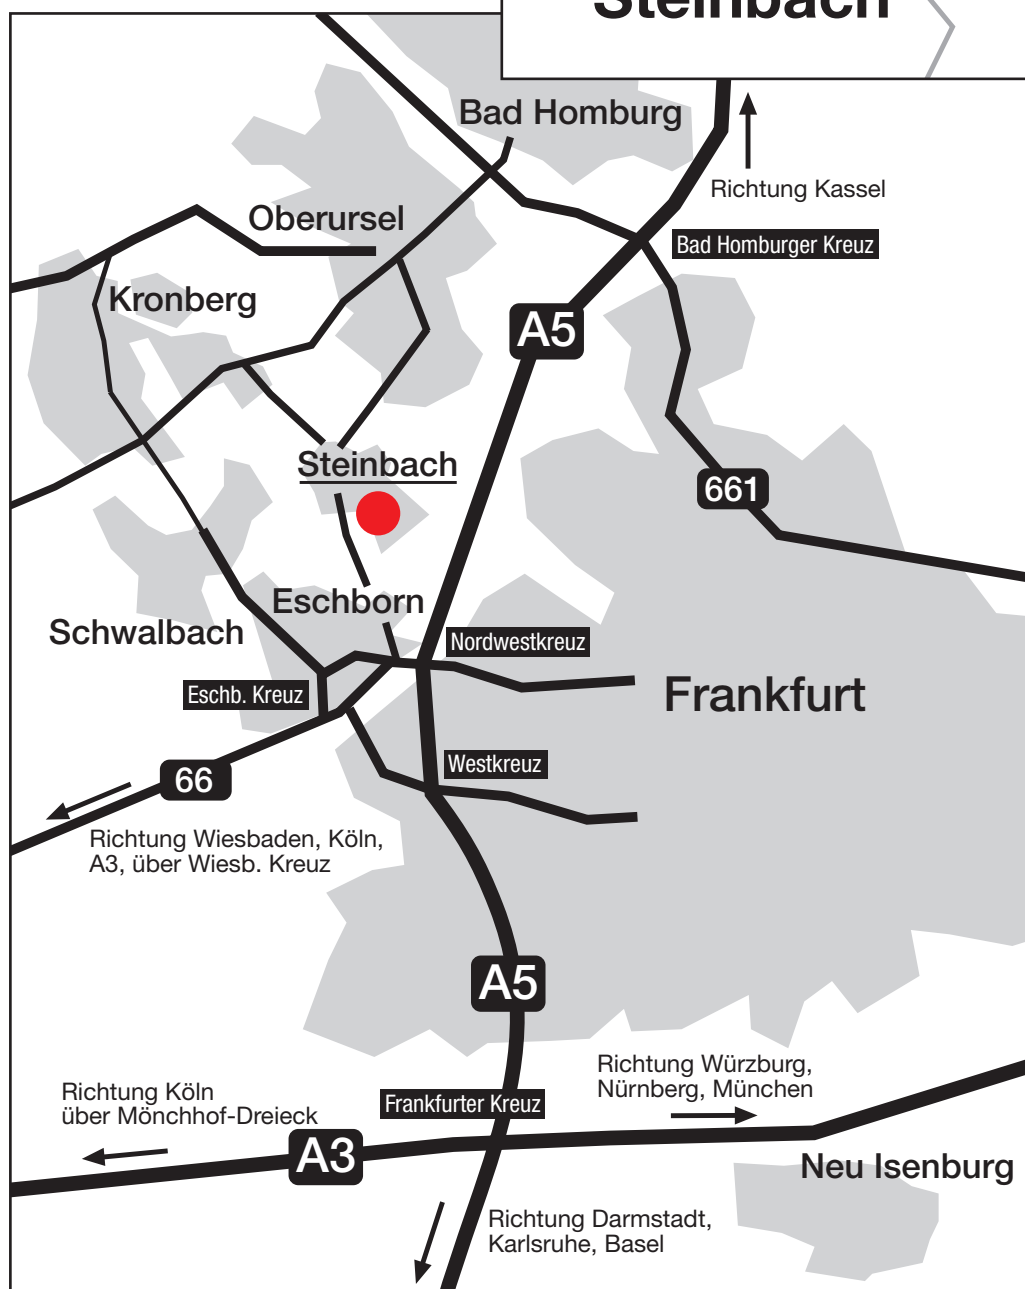 Steinbach
Bad Homburg
Richtung Kassel
Oberursel
Bad Homburger Kreuz
Kronberg
A5
Steinbach
661
Eschborn
Schwalbach
Nordwestkreuz
Eschb. Kreuz
Frankfurt
Westkreuz
66
Richtung Wiesbaden, Köln,
A3, über Wiesb. Kreuz
A5
Richtung Würzburg,
Nürnberg, München
Richtung Köln
über Mönchhof-Dreieck
Frankfurter Kreuz
A3
Neu Isenburg
Richtung Darmstadt,
Karlsruhe, Basel